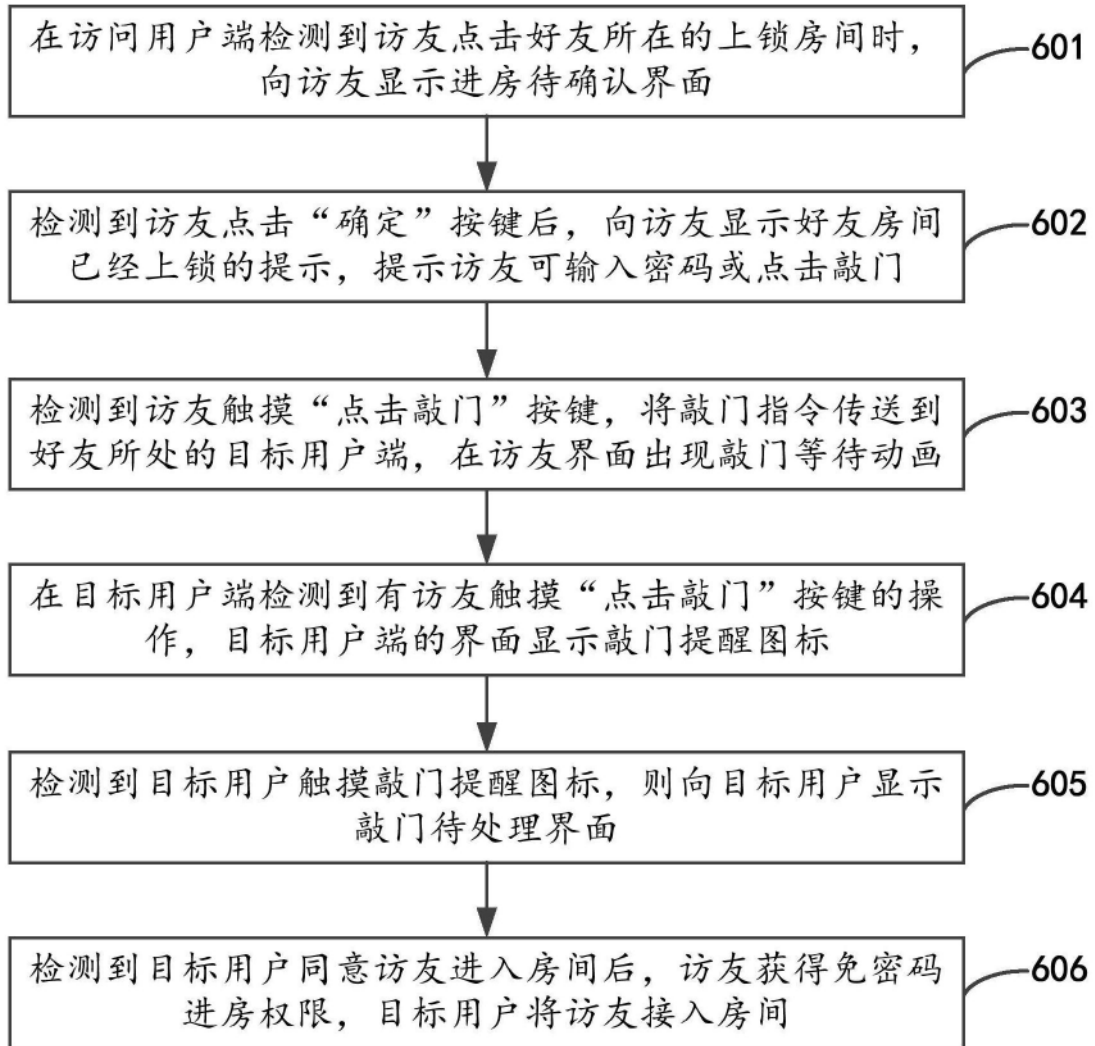 在访问用户端检测到访友点击好友所在的上锁房间时，
向访友显示进房待确认界面
601
检测到访友点击“确定”按键后，向访友显示好友房间
已经上锁的提示，提示访友可输入密码或点击敲门
602
检测到访友触摸“点击敲门”按键，将敲门指令传送到
好友所处的目标用户端，在访友界面出现敲门等待动画
603
在目标用户端检测到有访友触摸“点击敲门”按键的操
作，目标用户端的界面显示敲门提醒图标
604
检测到目标用户触摸敲门提醒图标，则向目标用户显示
敲门待处理界面
605
检测到目标用户同意访友进入房间后，访友获得免密码
进房权限，目标用户将访友接入房间
606